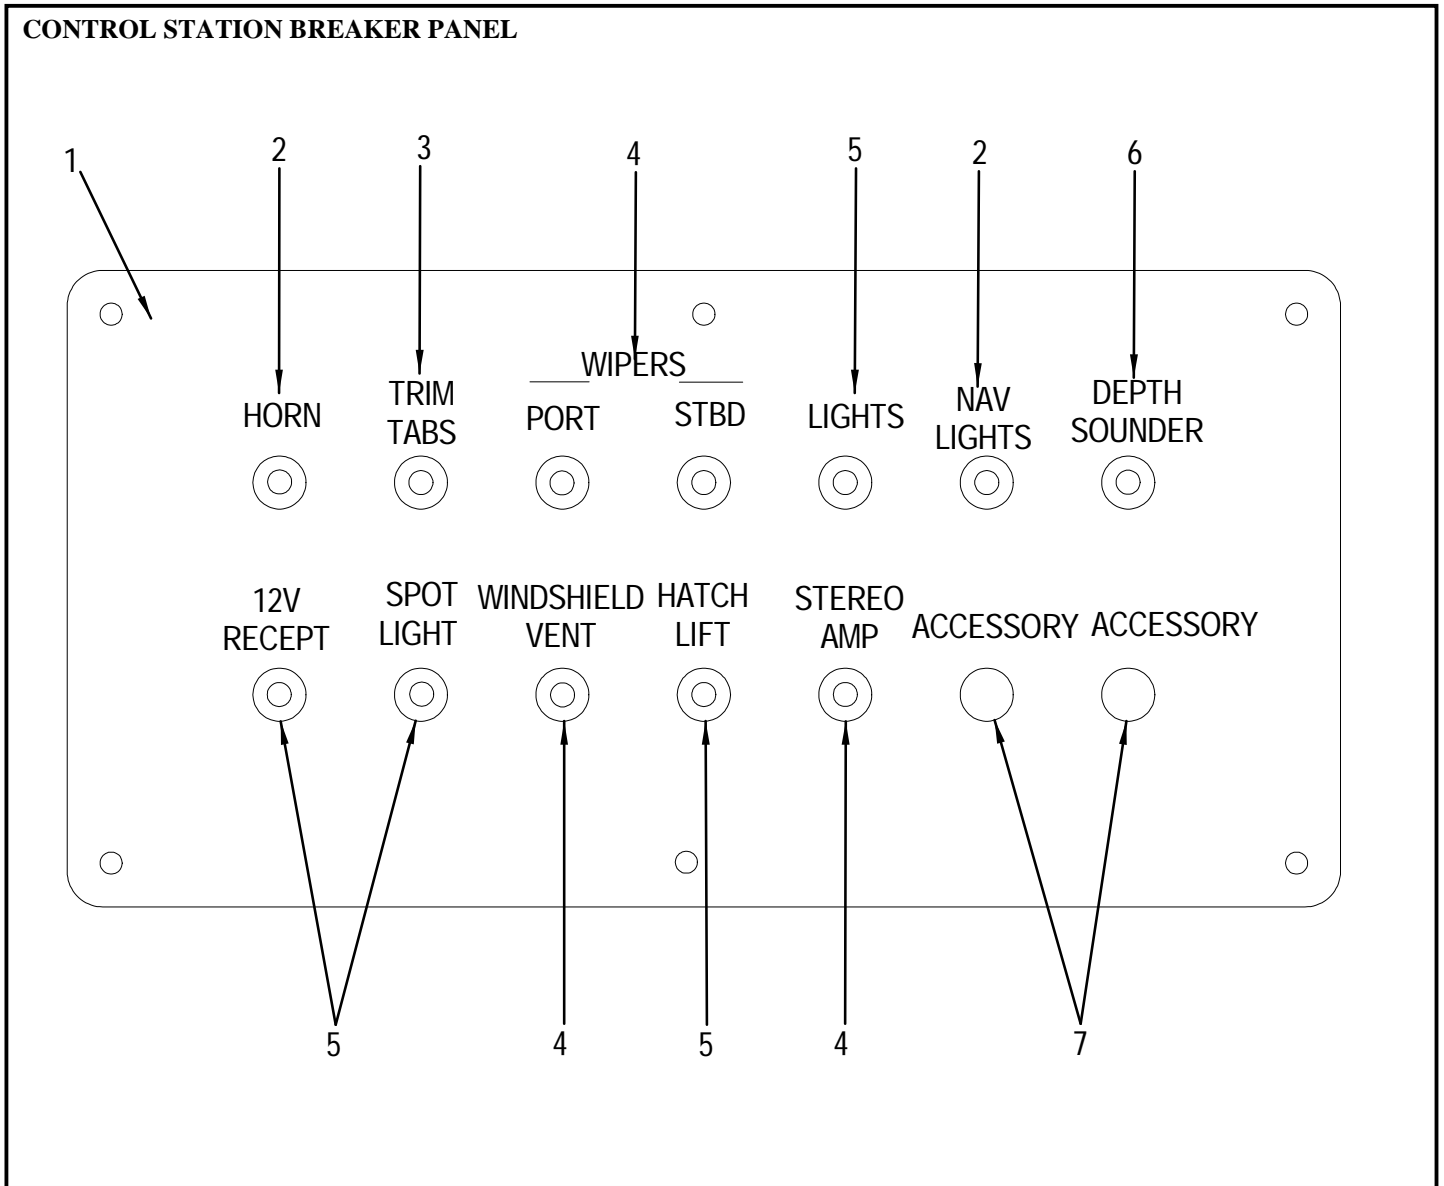 CONTROL STATION BREAKER PANEL
1
2
3
4
5
2
6
WIPERS
HORN
TRIM
TABS
PORT
STBD
LIGHTS
NAV
LIGHTS
DEPTH
SOUNDER
12V
RECEPT
SPOT
LIGHT
WINDSHIELD
VENT
HATCH
LIFT
STEREO
AMP
ACCESSORY
ACCESSORY
5
4
5
4
7